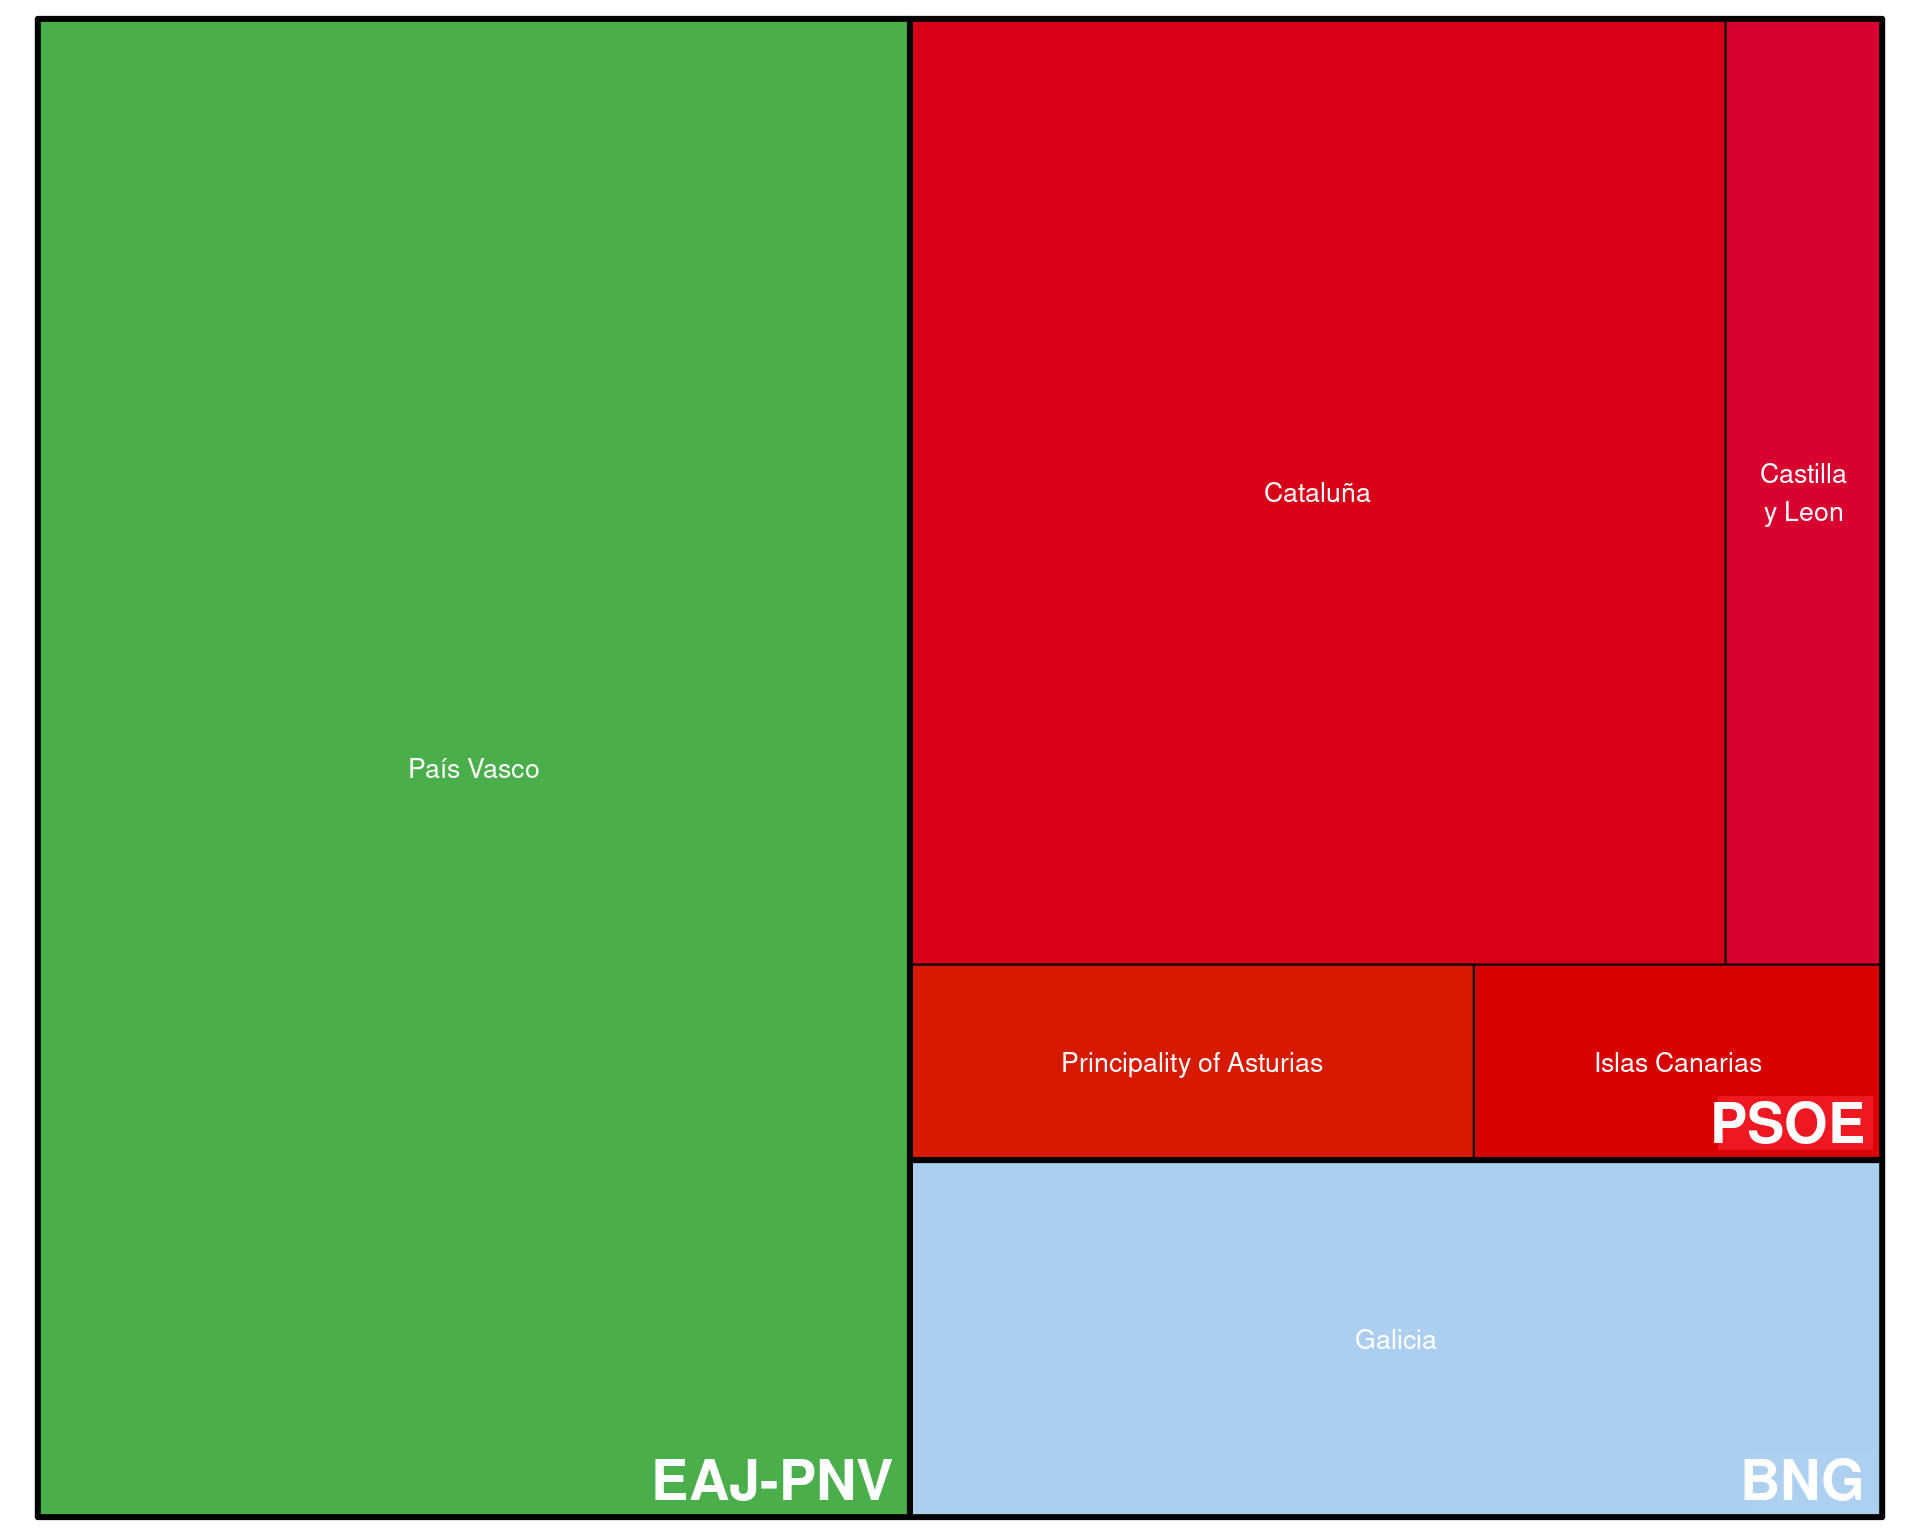 País Vasco
EAJ-PNV
Cataluña
Castilla
y Leon
Principality of Asturias
Islas Canarias
PSOE
Galicia
BNG